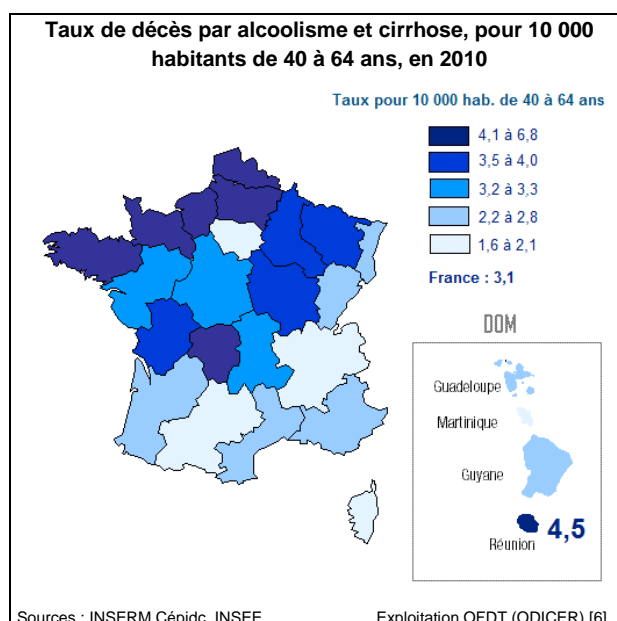 Taux de décès par alcoolisme et cirrhose, pour 10 000
habitants de 40 à 64 ans, en 2010
Taux pour 10 000 hab. de 40 à 64 ans
4,1 à 6,8
3,5 à 4,0
3,2 à 3,3
2,2 à 2,8
1,6 à 2,1
France : 3,1
DOM
Guadeloupe
Martinique
Guyane
4,5
Réunion
Sources : INSERM Cépidc, INSEE Exploitation OFDT (ODICER) [6]